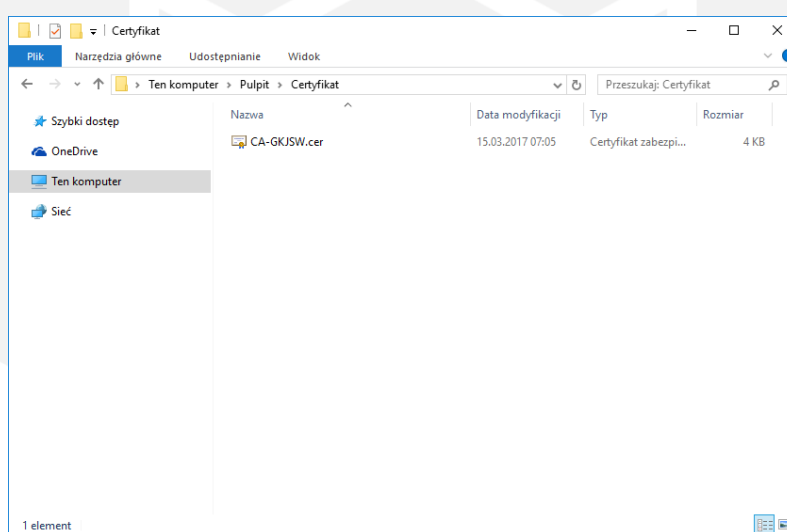 Certyfikat
Plik Narzędzia główne Udostępnianie Widok
Ten komputer › Pulpit › Certyfikat Przeszukaj: Certyfikat
Nazwa Data modyfikacji Typ Rozmiar
CA-GKJSW.cer 15.03.2017 07:05 Certyfikat zabezpi... 4 KB
Szybki dostęp
OneDrive
Ten komputer
Sieć
1 element